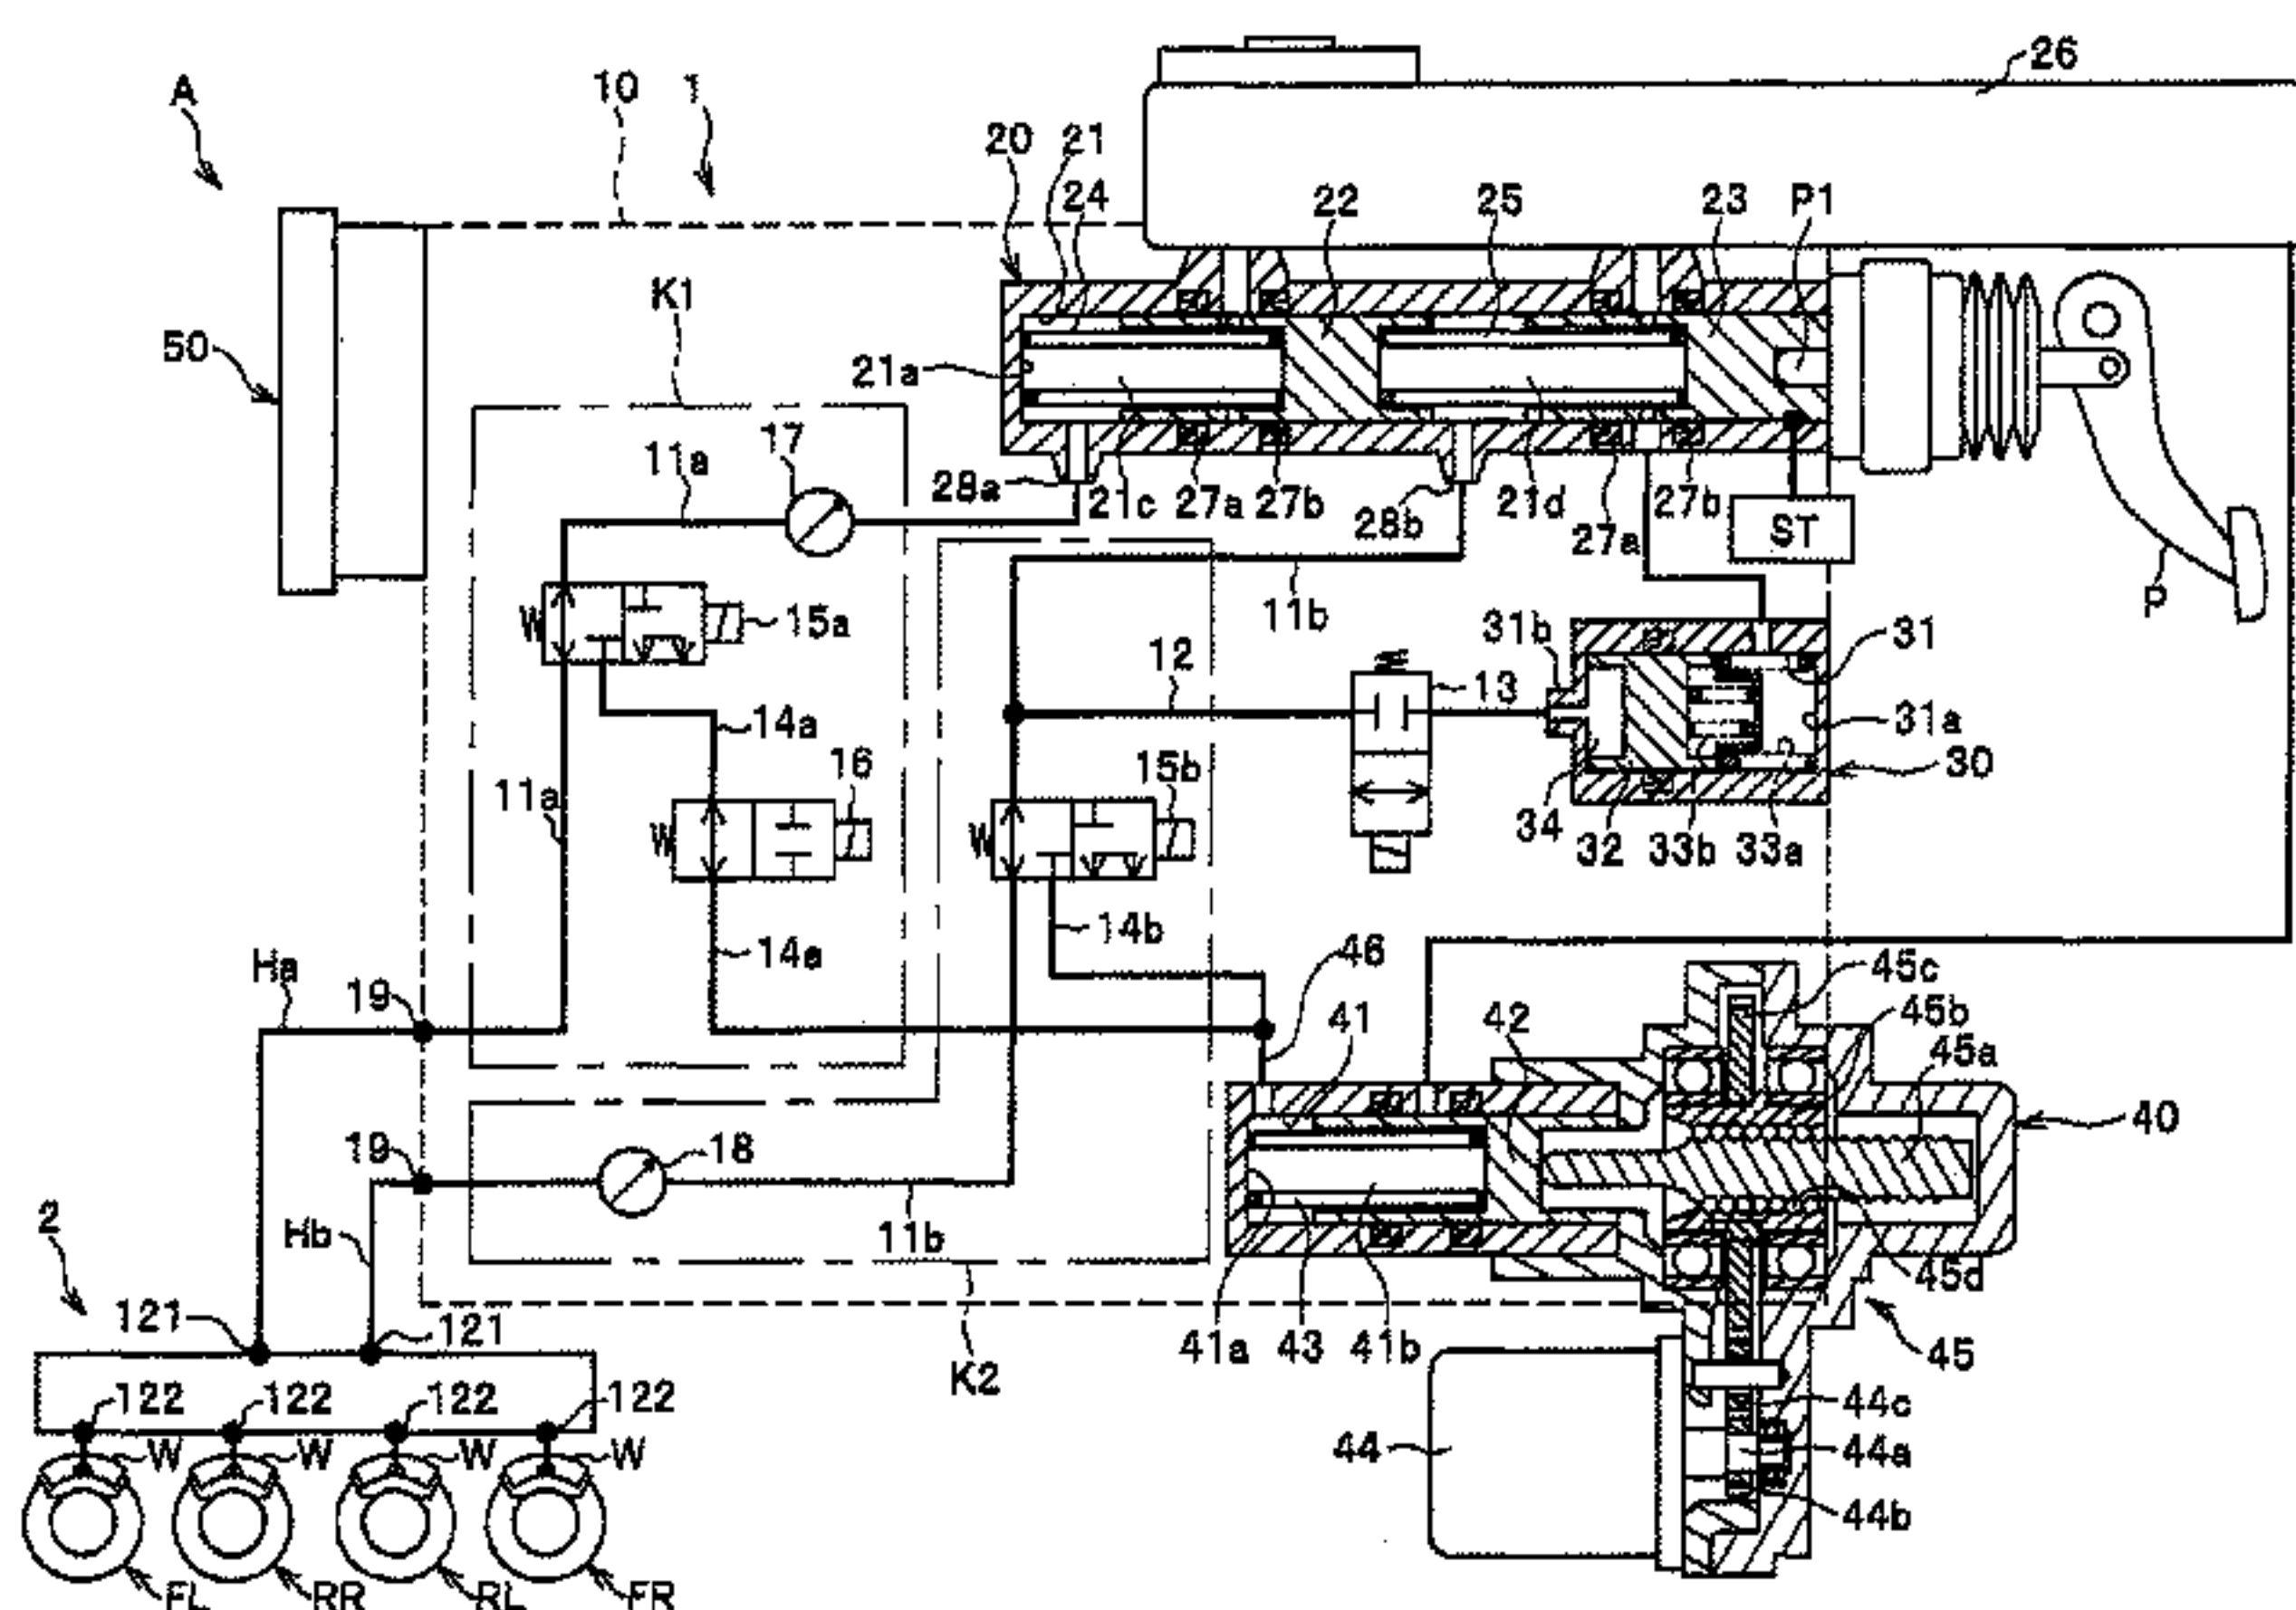 26
A
10
1
20
21
24
22
25
23
P1
K1
50
21a
17
11a
28a
21c
27a
27b
28b
21d
27a
27b
ST
P
W
15a
11b
31b
31
12
13
14a
31a
16
15b
30
11a
W
W
34
32
33b
33a
14b
14a
46
Ha
19
45c
41
42
45b
45a
40
19
18
2
Hb
11b
45d
121
121
41a
43
41b
K2
45
122
122
122
122
44c
W
W
W
W
44
44a
44b
FL
RR
RL
FR